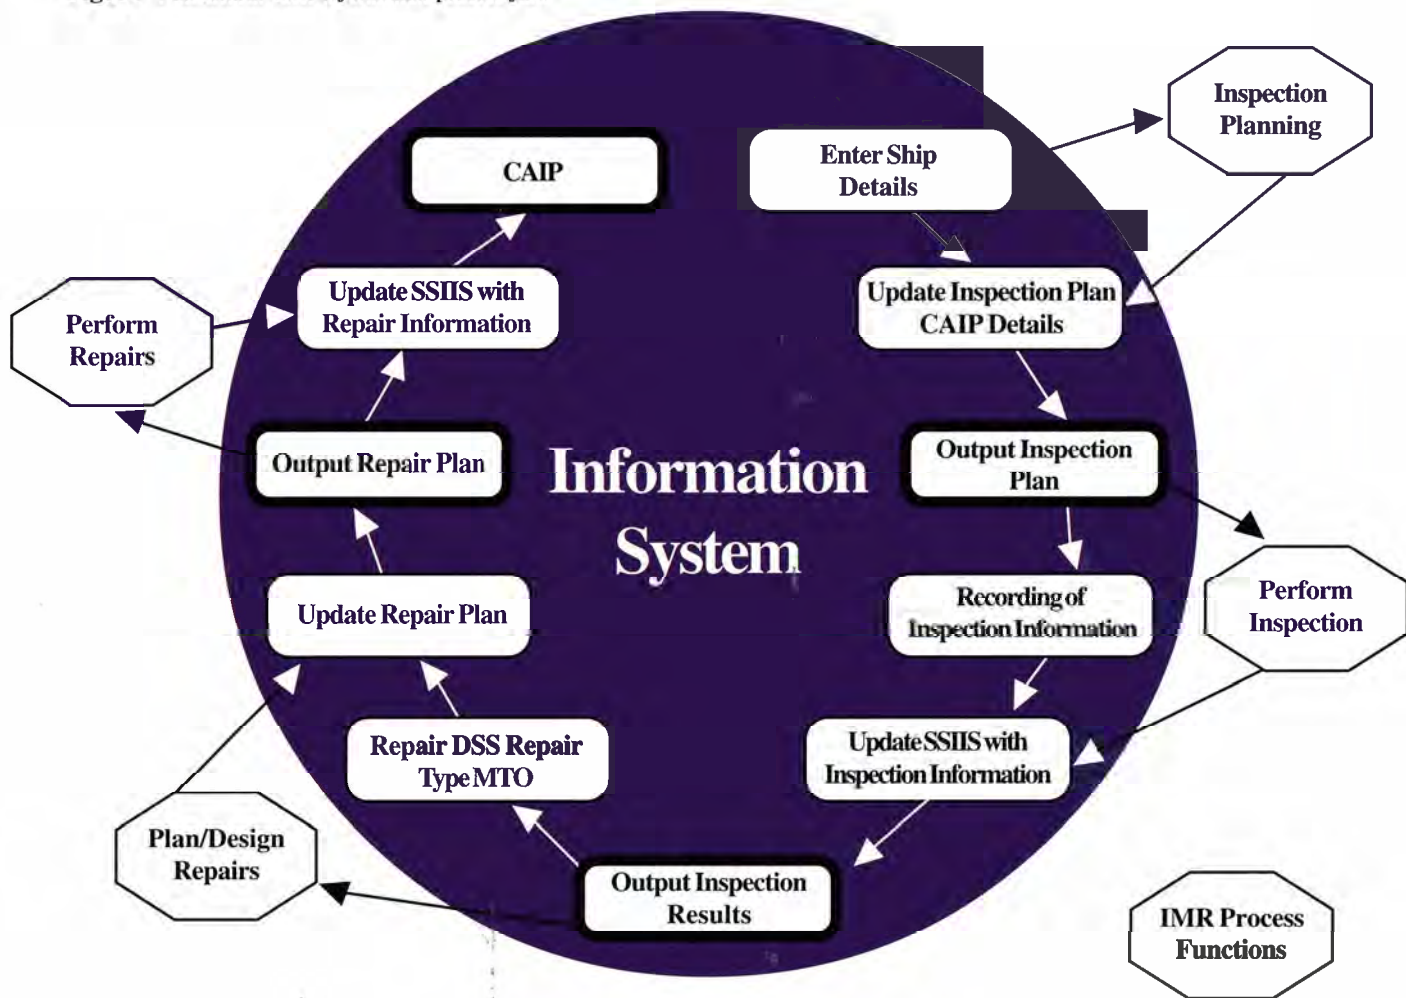 Inspection
Planning
CAIP
Enter Ship
Details
Update SSIIS with
Repair Information
Update Inspection Plan
CAIP Details
Perform
Repairs
Output Repair Plan
Information
System
Output Inspection
Plan
Update Repair Plan
Recording of
Inspection Information
Perform
Inspection
Repair DSS Repair
Type MTO
Update SSIIS with
Inspection Information
Plan/Design
Repairs
Output Inspection
Results
IMR Process
Functions